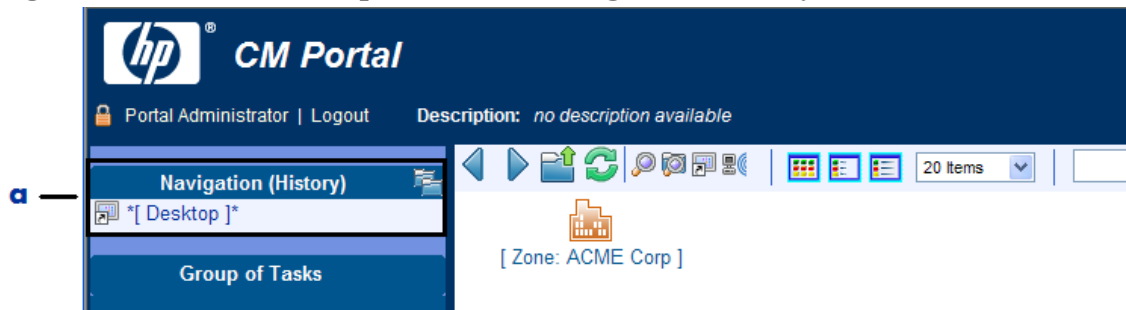 hp ® CM Portal
Portal Administrator | Logout Description: no description available
Navigation (History)
20 Items
a
*[ Desktop ]*
[ Zone: ACME Corp ]
Group of Tasks